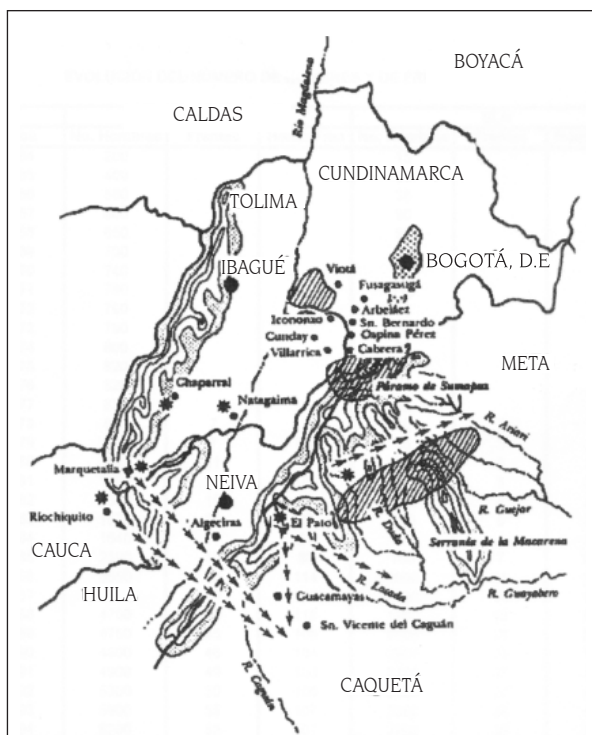 BOYACÁ
Río Magdalena
CALDAS
CUNDINAMARCA
TOLIMA
IBAGUÉ
BOGOTÁ, D.E
Viotá
Fusagasugá
Arbeláez
Icononzo
Sn. Bernardo
Cunday
Ospina Pérez
Villarrica
Cabrera
META
Páramo de Sumapaz
Chaparral
Natagaima
R. Ariari
Marquetalia
NEIVA
Riochiquito
El Pato
R. Guejar
Algeciras
R. Duda
Serranía de la Macarena
CAUCA
HUILA
R. Losada
R. Guayabero
Guacamayas
Sn. Vicente del Caguán
R. Caguán
CAQUETÁ